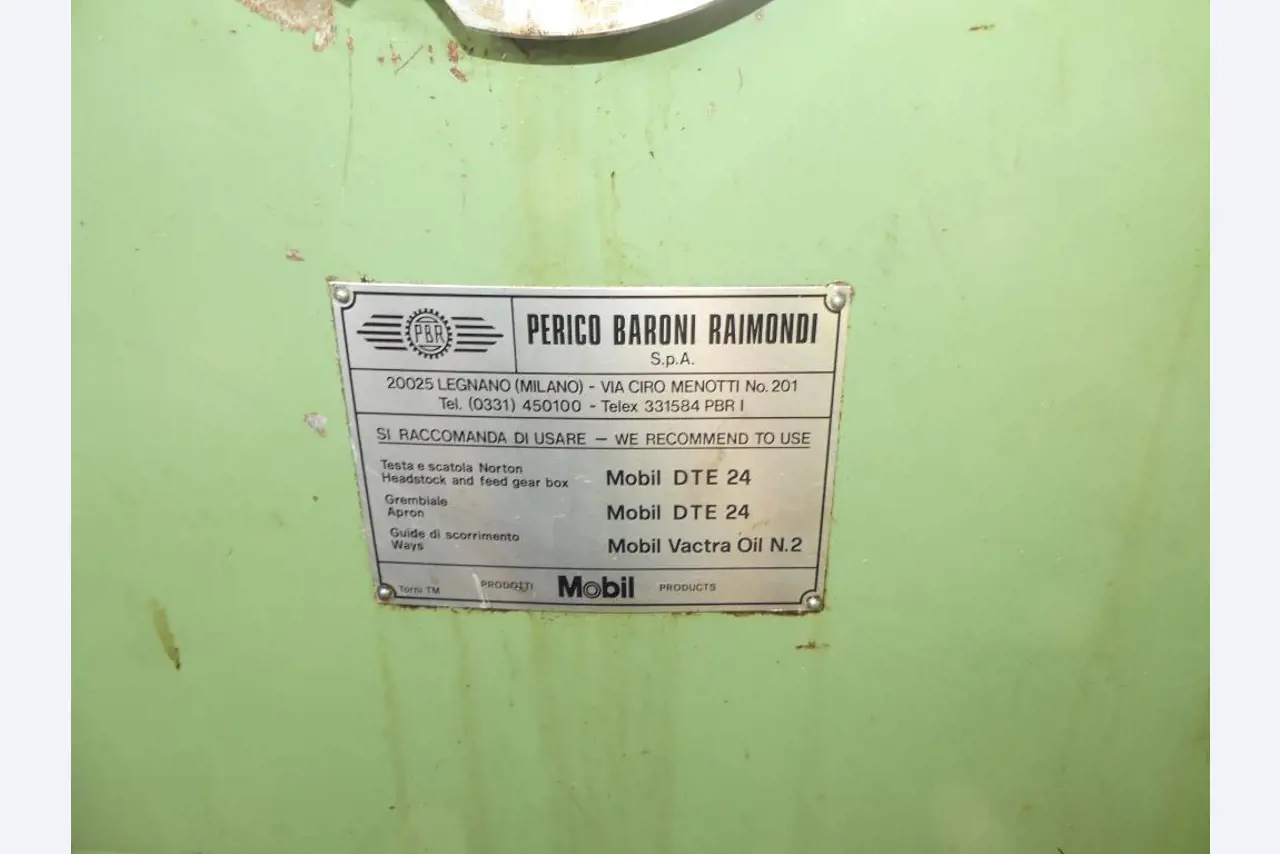 PBR
PERICO BARONI RAIMONDI
S.p.A.
20025 LEGNANO (MILANO) - VIA CIRO MENOTTI No. 201
Tel. (0331) 450100 - Telex 331584 PBR I
SI RACCOMANDA DI USARE – WE RECOMMEND TO USE
Testa e scatola Norton
Headstock and feed gear box
Mobil DTE 24
Grembiale
Apron
Mobil DTE 24
Guide di scorrimento
Ways
Mobil Vactra Oil N.2
Torni TM
PRODOTTI Mobil PRODUCTS